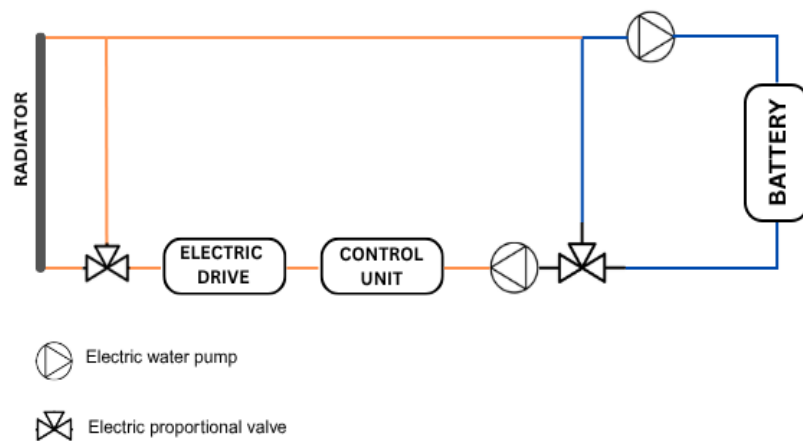 RADIATOR
BATTERY
ELECTRIC
DRIVE
CONTROL
UNIT
Electric water pump
Electric proportional valve